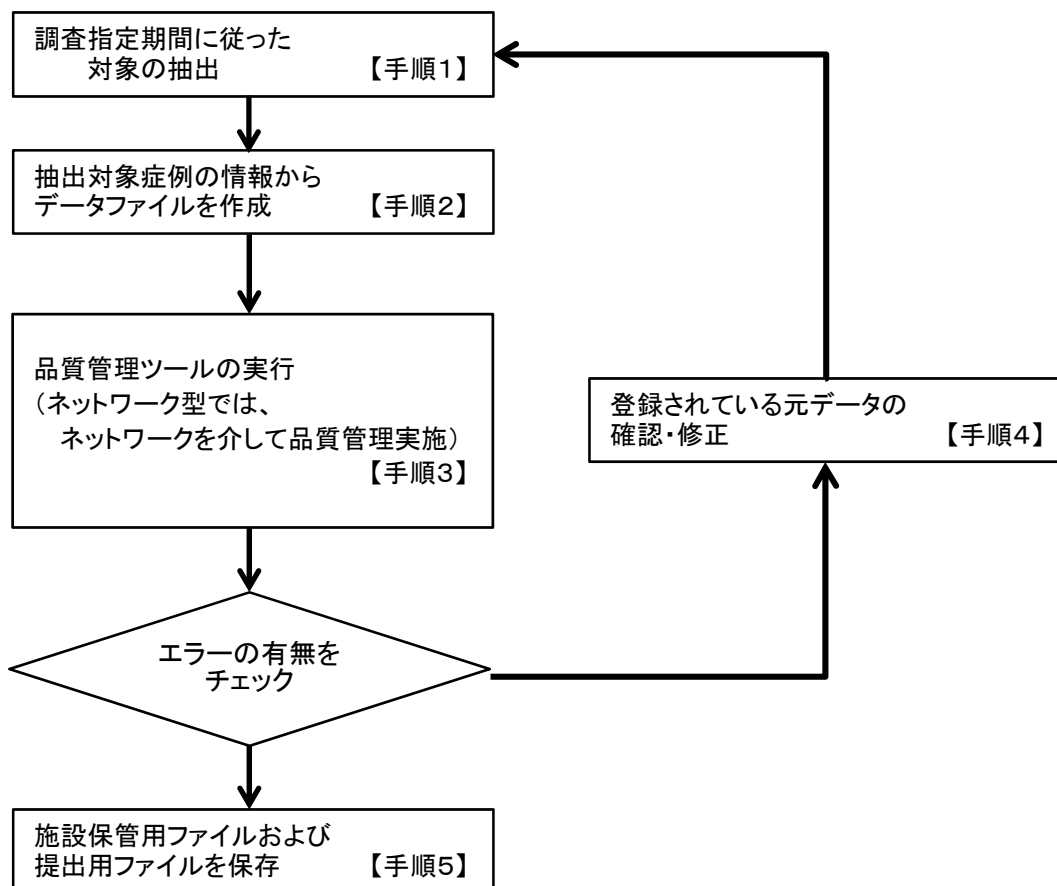 調査指定期間に従った
対象の抽出 【手順1】
抽出対象症例の情報から
データファイルを作成 【手順2】
品質管理ツールの実行
(ネットワーク型では、
ネットワークを介して品質管理実施)
【手順3】
エラーの有無を
チェック
登録されている元データの
確認・修正 【手順4】
施設保管用ファイルおよび
提出用ファイルを保存 【手順5】